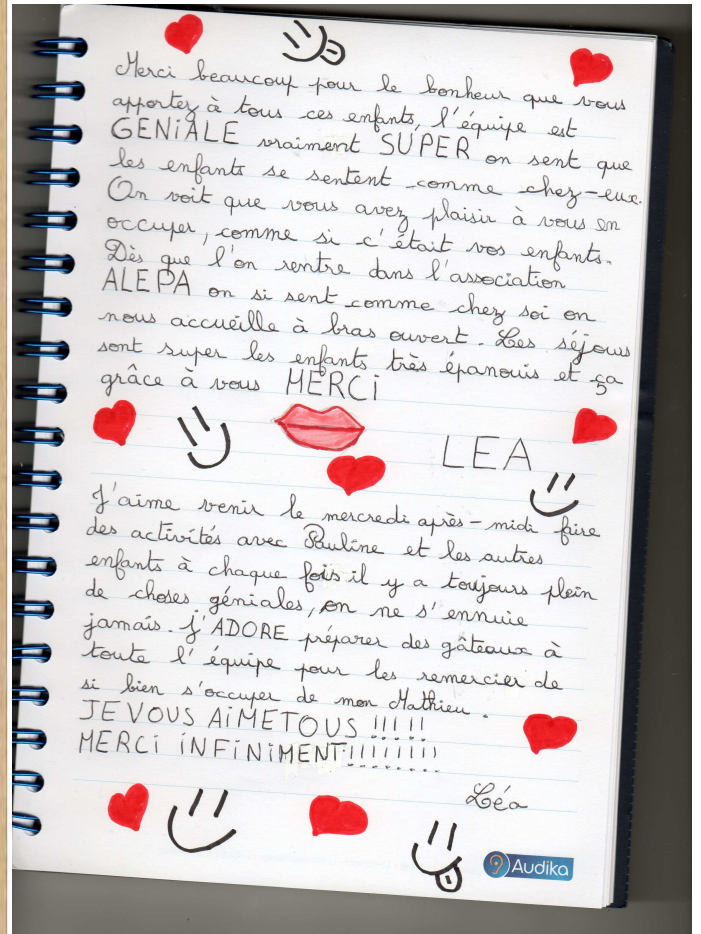 Merci beaucoup pour le bonheur que vous
apportez à tous ces enfants, l'équipe est
GENiALE vraiment SUPER on sent que
les enfants se sentent comme chez-eux.
On voit que vous avez plaisir à vous en
occuper, comme si c'était vos enfants.
Dès que l'on rentre dans l'association
ALEPA on si sent comme chez soi on
nous accueille à bras ouvert. Les séjours
sont super les enfants très épanouis et ça
grâce à vous MERCi
LEA
J'aime venir le mercredi après-midi faire
des activités avec Pauline et les autres
enfants à chaque fois il y a toujours plein
de choses géniales, on ne s'ennuie
jamais. J'ADORE préparer des gâteaux à
toute l'équipe pour les remercier de
si bien s'occuper de mon Mathieu.
JE VOUS AiME TOUS !!!!!
MERCi iNFiNiMENT!!!!!!!!!
Léa
Audika